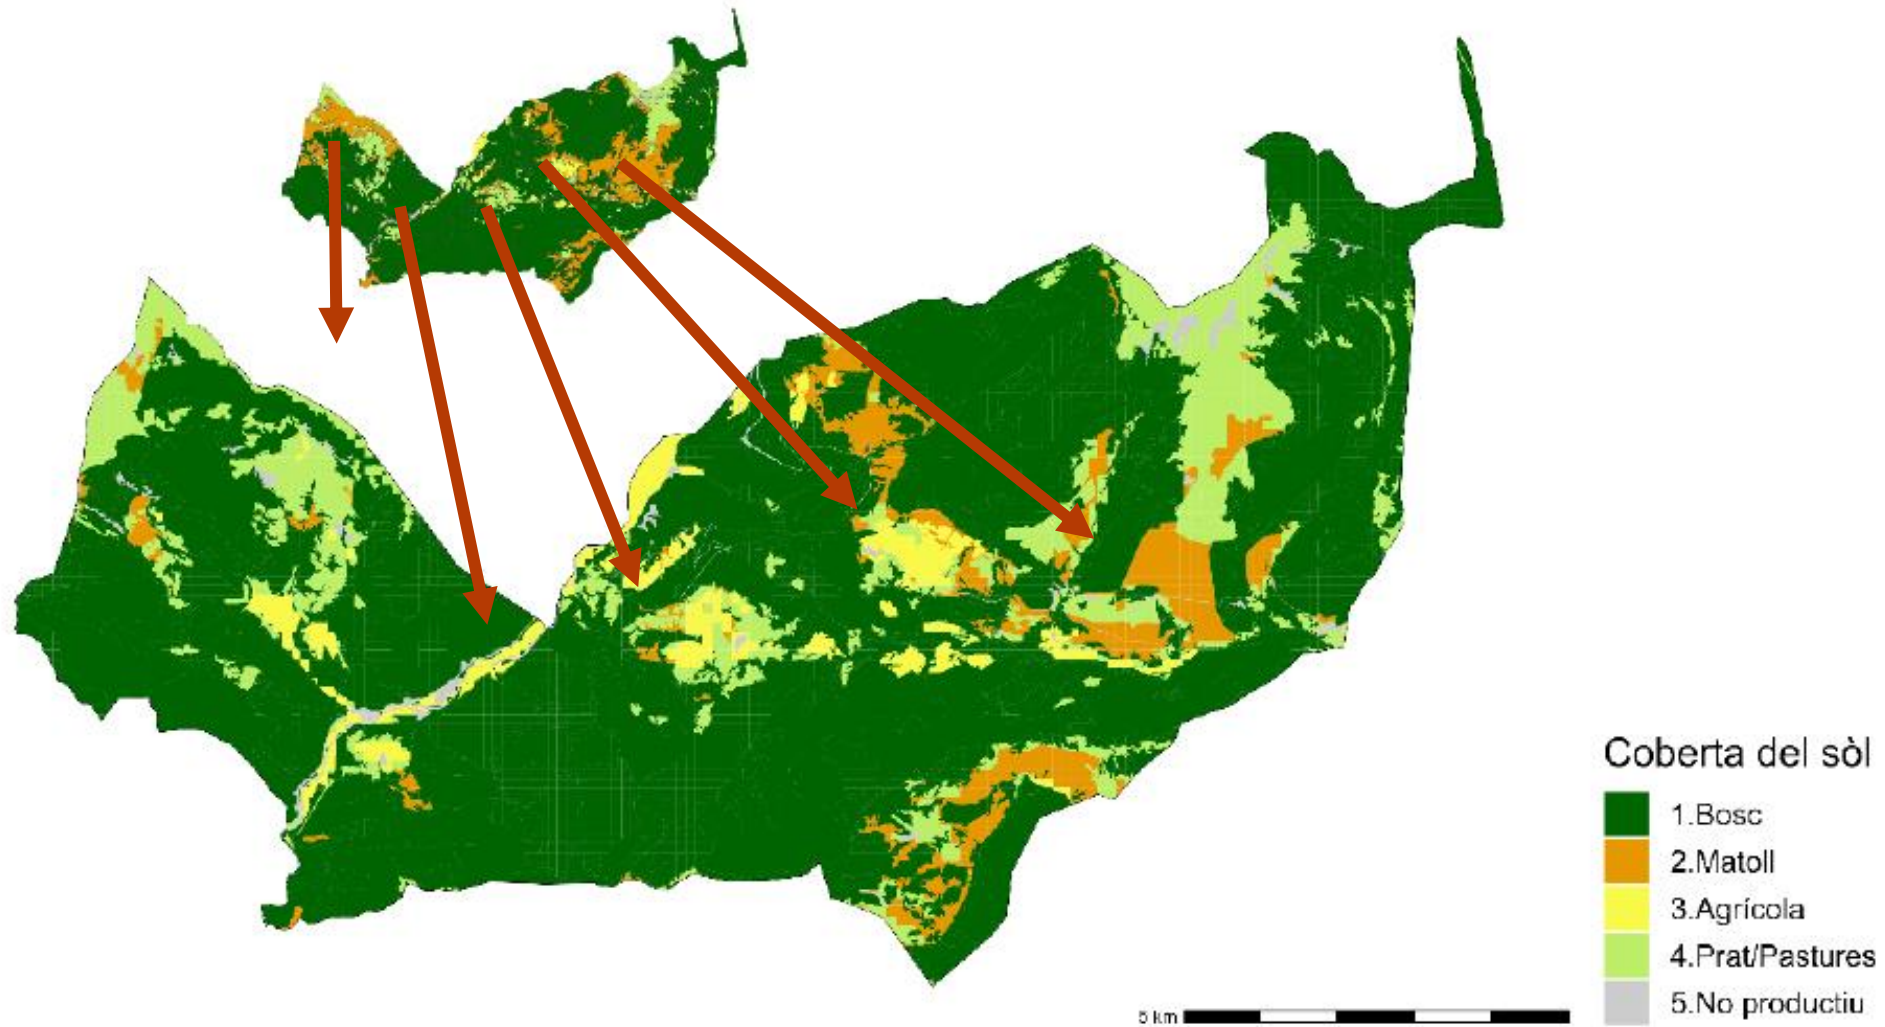 Coberta del sòl
1.Bosc
2.Matoll
3.Agrícola
4.Prat/Pastures
5.No productiu
5 km